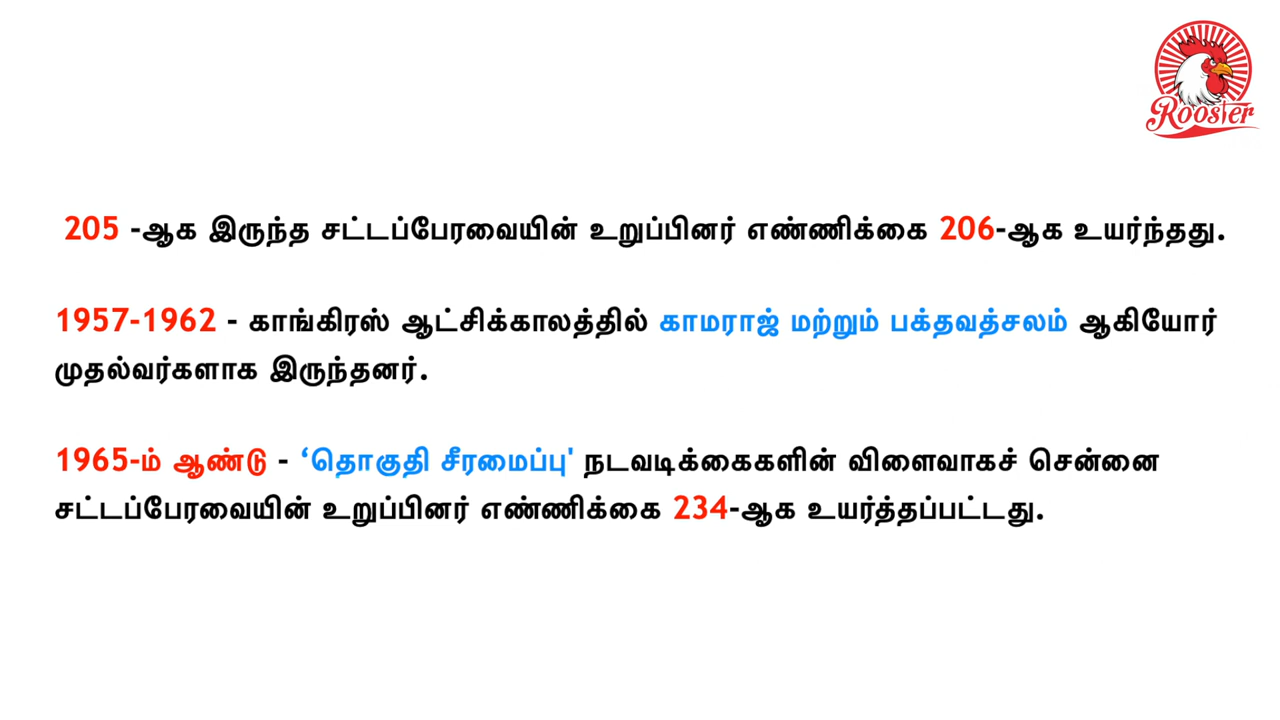 Rooster
205 -ஆக இருந்த சட்டப்பேரவையின் உறுப்பினர் எண்ணிக்கை 206-ஆக உயர்ந்தது.
1957-1962 - காங்கிரஸ் ஆட்சிக்காலத்தில் காமராஜ் மற்றும் பக்தவத்சலம் ஆகியோர்
முதல்வர்களாக இருந்தனர்.
1965-ம் ஆண்டு - ‘தொகுதி சீரமைப்பு' நடவடிக்கைகளின் விளைவாகச் சென்னை
சட்டப்பேரவையின் உறுப்பினர் எண்ணிக்கை 234-ஆக உயர்த்தப்பட்டது.